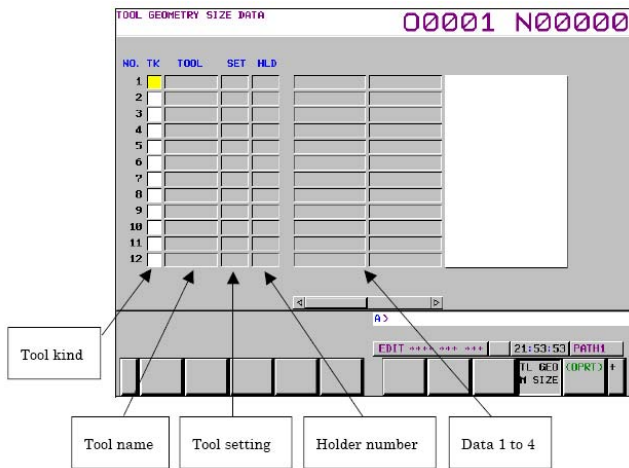 TOOL GEOMETRY SIZE DATA
O0001 N00000
NO. TK TOOL SET HLD
1
2
3
4
5
6
7
8
9
10
11
12
A>
EDIT **** *** *** 21:53:53 PATH1
TL GEO M SIZE (OPRT) +
Tool kind
Tool name
Tool setting
Holder number
Data 1 to 4